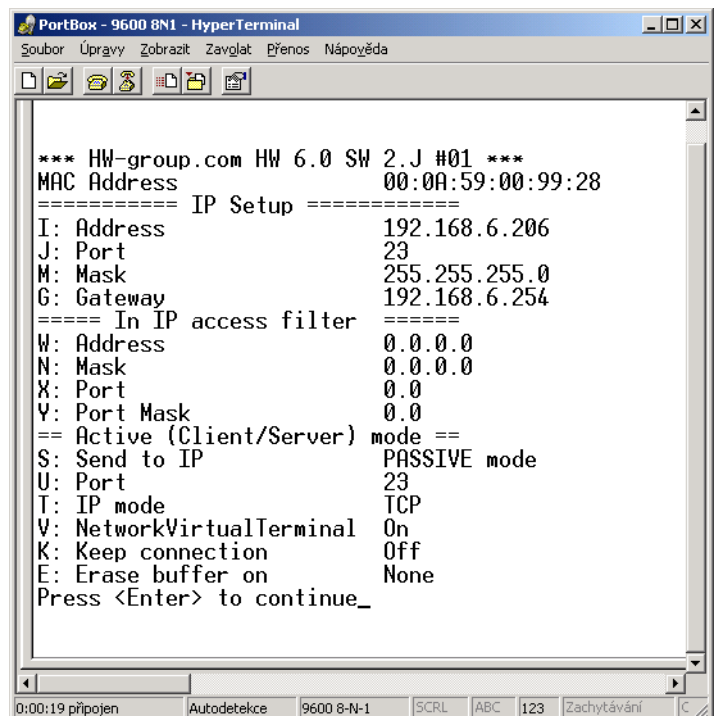 PortBox - 9600 8N1 - HyperTerminal
Soubor Úpravy Zobrazit Zavolat Přenos Nápověda
*** HW-group.com HW 6.0 SW 2.J #01 ***
MAC Address 00:0A:59:00:99:28
=========== IP Setup ============
I: Address 192.168.6.206
J: Port 23
M: Mask 255.255.255.0
G: Gateway 192.168.6.254
===== In IP access filter ======
W: Address 0.0.0.0
N: Mask 0.0.0.0
X: Port 0.0
Y: Port Mask 0.0
== Active (Client/Server) mode ==
S: Send to IP PASSIVE mode
U: Port 23
T: IP mode TCP
V: NetworkVirtualTerminal On
K: Keep connection Off
E: Erase buffer on None
Press <Enter> to continue_
0:00:19 připojen Autodetekce 9600 8-N-1 SCRL ABC 123 Zachytávání